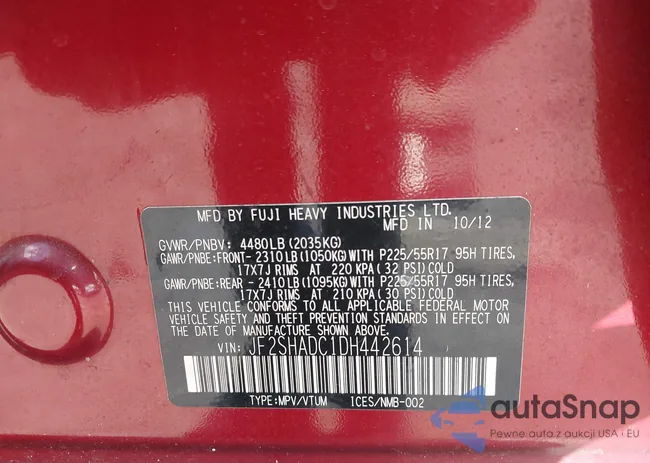 MFD. BY FUJI HEAVY INDUSTRIES LTD.
MFD IN 10/12
GVWR/PNBV: 4480LB (2035KG)
GAWR/PNBE:FRONT- 2310LB (1050KG) WITH P225/55R17 95H TIRES,
17X7J RIMS AT 220 KPA ( 32 PSI) COLD
GAWR/PNBE:REAR - 2410LB (1095KG) WITH P225/55R17 95H TIRES,
17X7J RIMS AT 210 KPA ( 30 PSI) COLD
THIS VEHICLE CONFORMS TO ALL APPLICABLE FEDERAL MOTOR
VEHICLE SAFETY AND THEFT PREVENTION STANDARDS IN EFFECT
ON THE DATE OF MANUFACTURE SHOWN ABOVE.
VIN: JF2SHADC1DH442614
TYPE:MPV/VTUM ICES/NMB-002
autaSnap
Pewne auta z aukcji USA i EU